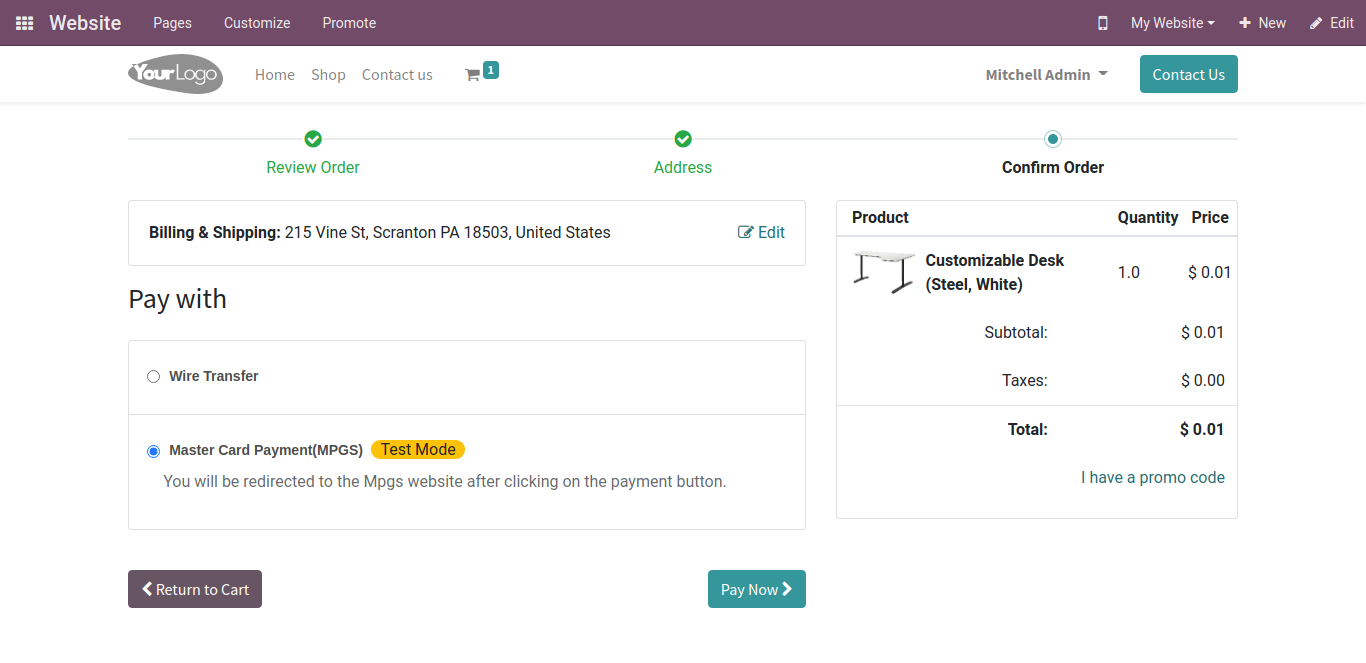 Website Pages Customize Promote My Website New Edit
YourLogo Home Shop Contact us 1 Mitchell Admin Contact Us
Review Order Address Confirm Order
Billing & Shipping: 215 Vine St, Scranton PA 18503, United States Edit
Pay with
Wire Transfer
Master Card Payment(MPGS) Test Mode
You will be redirected to the Mpgs website after clicking on the payment button.
Return to Cart Pay Now
Product Quantity Price
Customizable Desk
(Steel, White) 1.0 $ 0.01
Subtotal: $ 0.01
Taxes: $ 0.00
Total: $ 0.01
I have a promo code